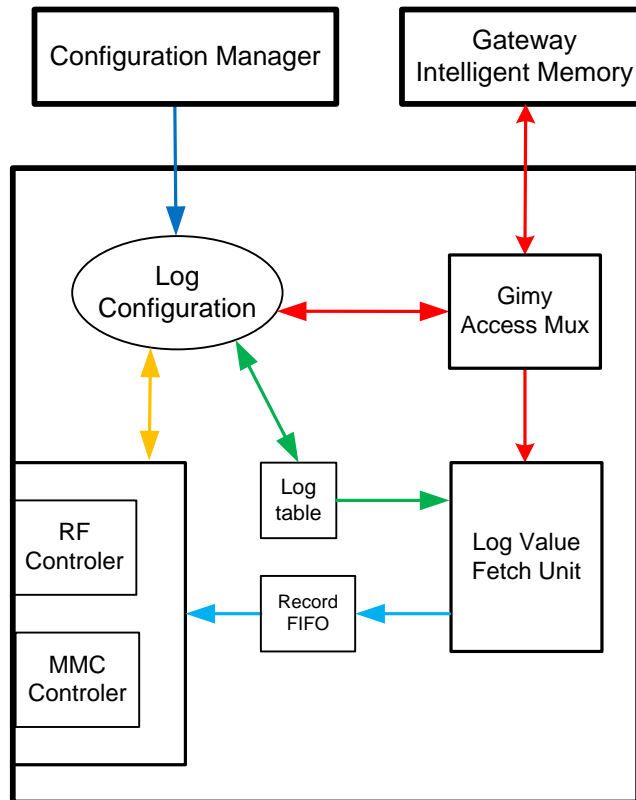 Configuration Manager
Gateway
Intelligent Memory
Log
Configuration
Gimy
Access Mux
Log
table
RF
Controler
Log Value
Fetch Unit
Record
FIFO
MMC
Controler